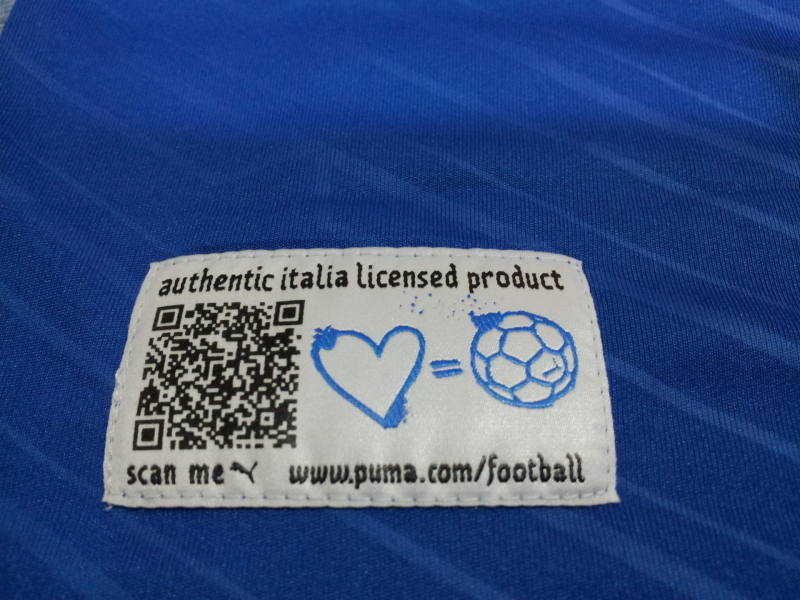 authentic italia licensed product
=
scan me www.puma.com/football